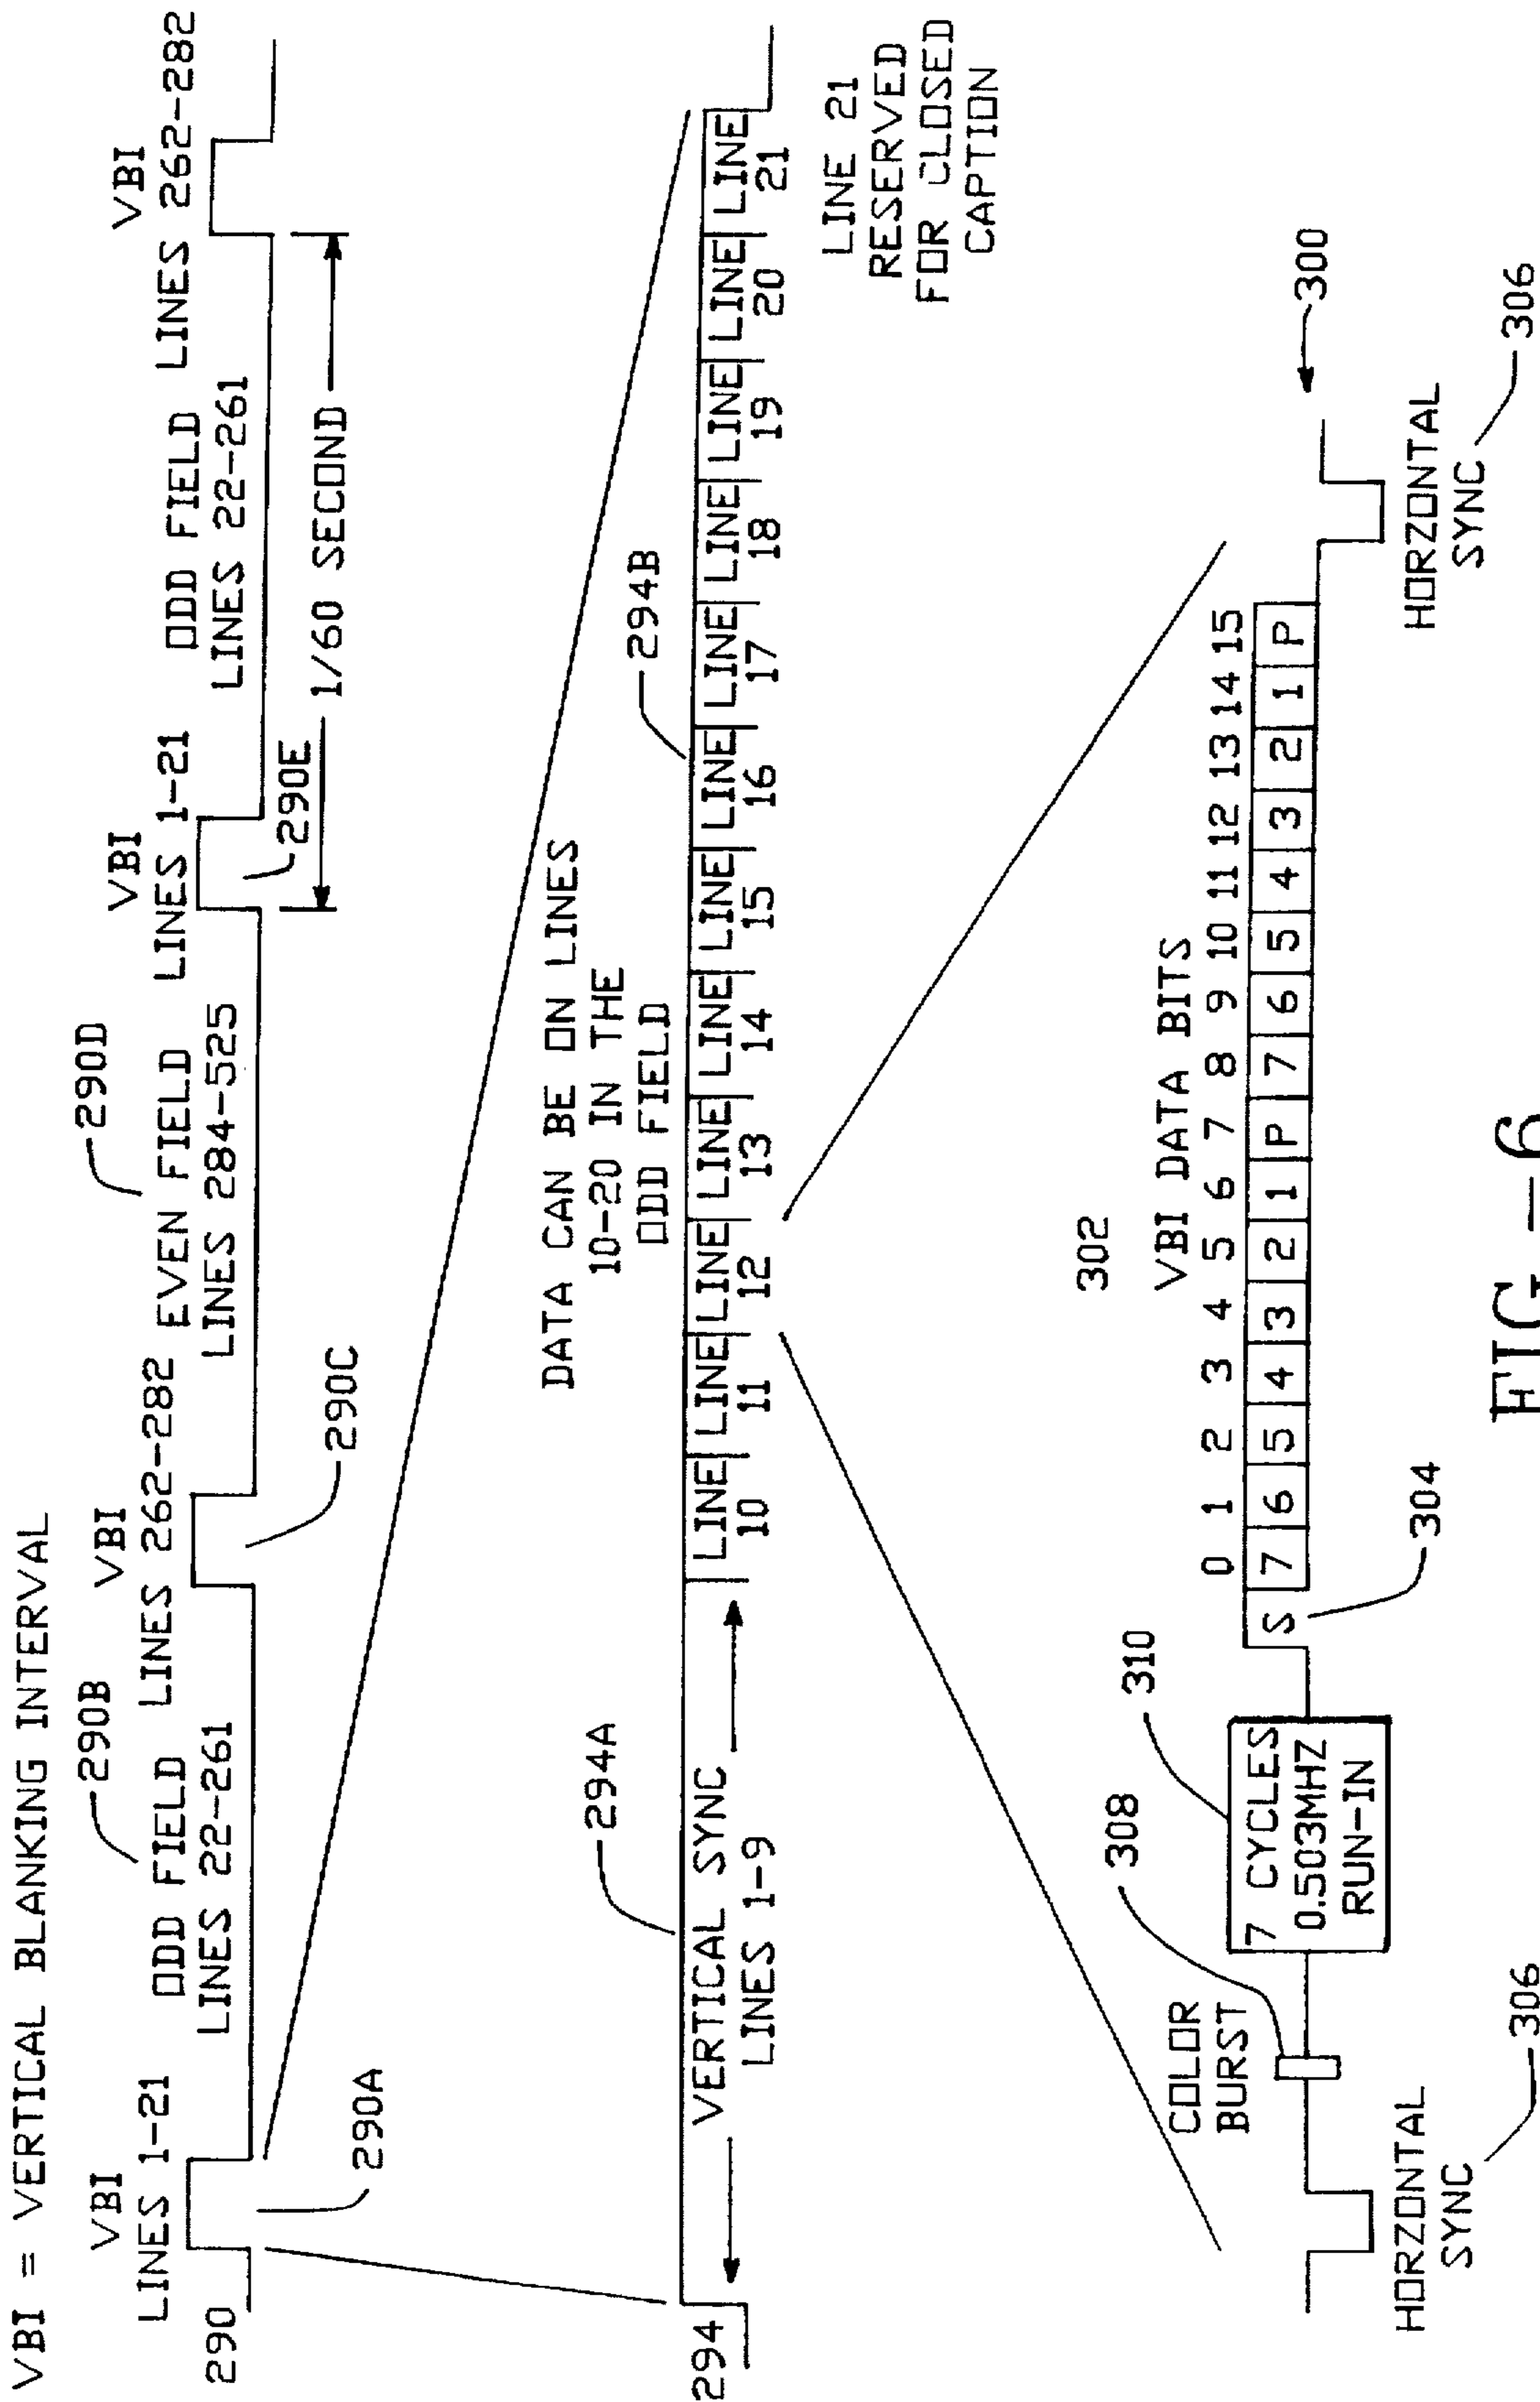 VBI = VERTICAL BLANKING INTERVAL
VBI
LINES 1-21
290
290A
290B
ODD FIELD
LINES 22-261
VBI
LINES 262-282
290C
290D
EVEN FIELD
LINES 284-525
VBI
LINES 1-21
290E
ODD FIELD
LINES 22-261
1/60 SECOND
VBI
LINES 262-282
294
294A
VERTICAL SYNC
LINES 1-9
DATA CAN BE ON LINES
10-20 IN THE
ODD FIELD
294B
LINE LINE LINE LINE LINE LINE LINE LINE LINE LINE LINE LINE
10 11 12 13 14 15 16 17 18 19 20 21
LINE 21
RESERVED
FOR CLOSED
CAPTION
300
302
VBI DATA BITS
0 1 2 3 4 5 6 7 8 9 10 11 12 13 14 15
S 7 6 5 4 3 2 1 P 7 6 5 4 3 2 1 P
304
COLOR
BURST
308
310
7 CYCLES
0.503MHZ
RUN-IN
HORZONTAL
SYNC
306
HORZONTAL
SYNC
306